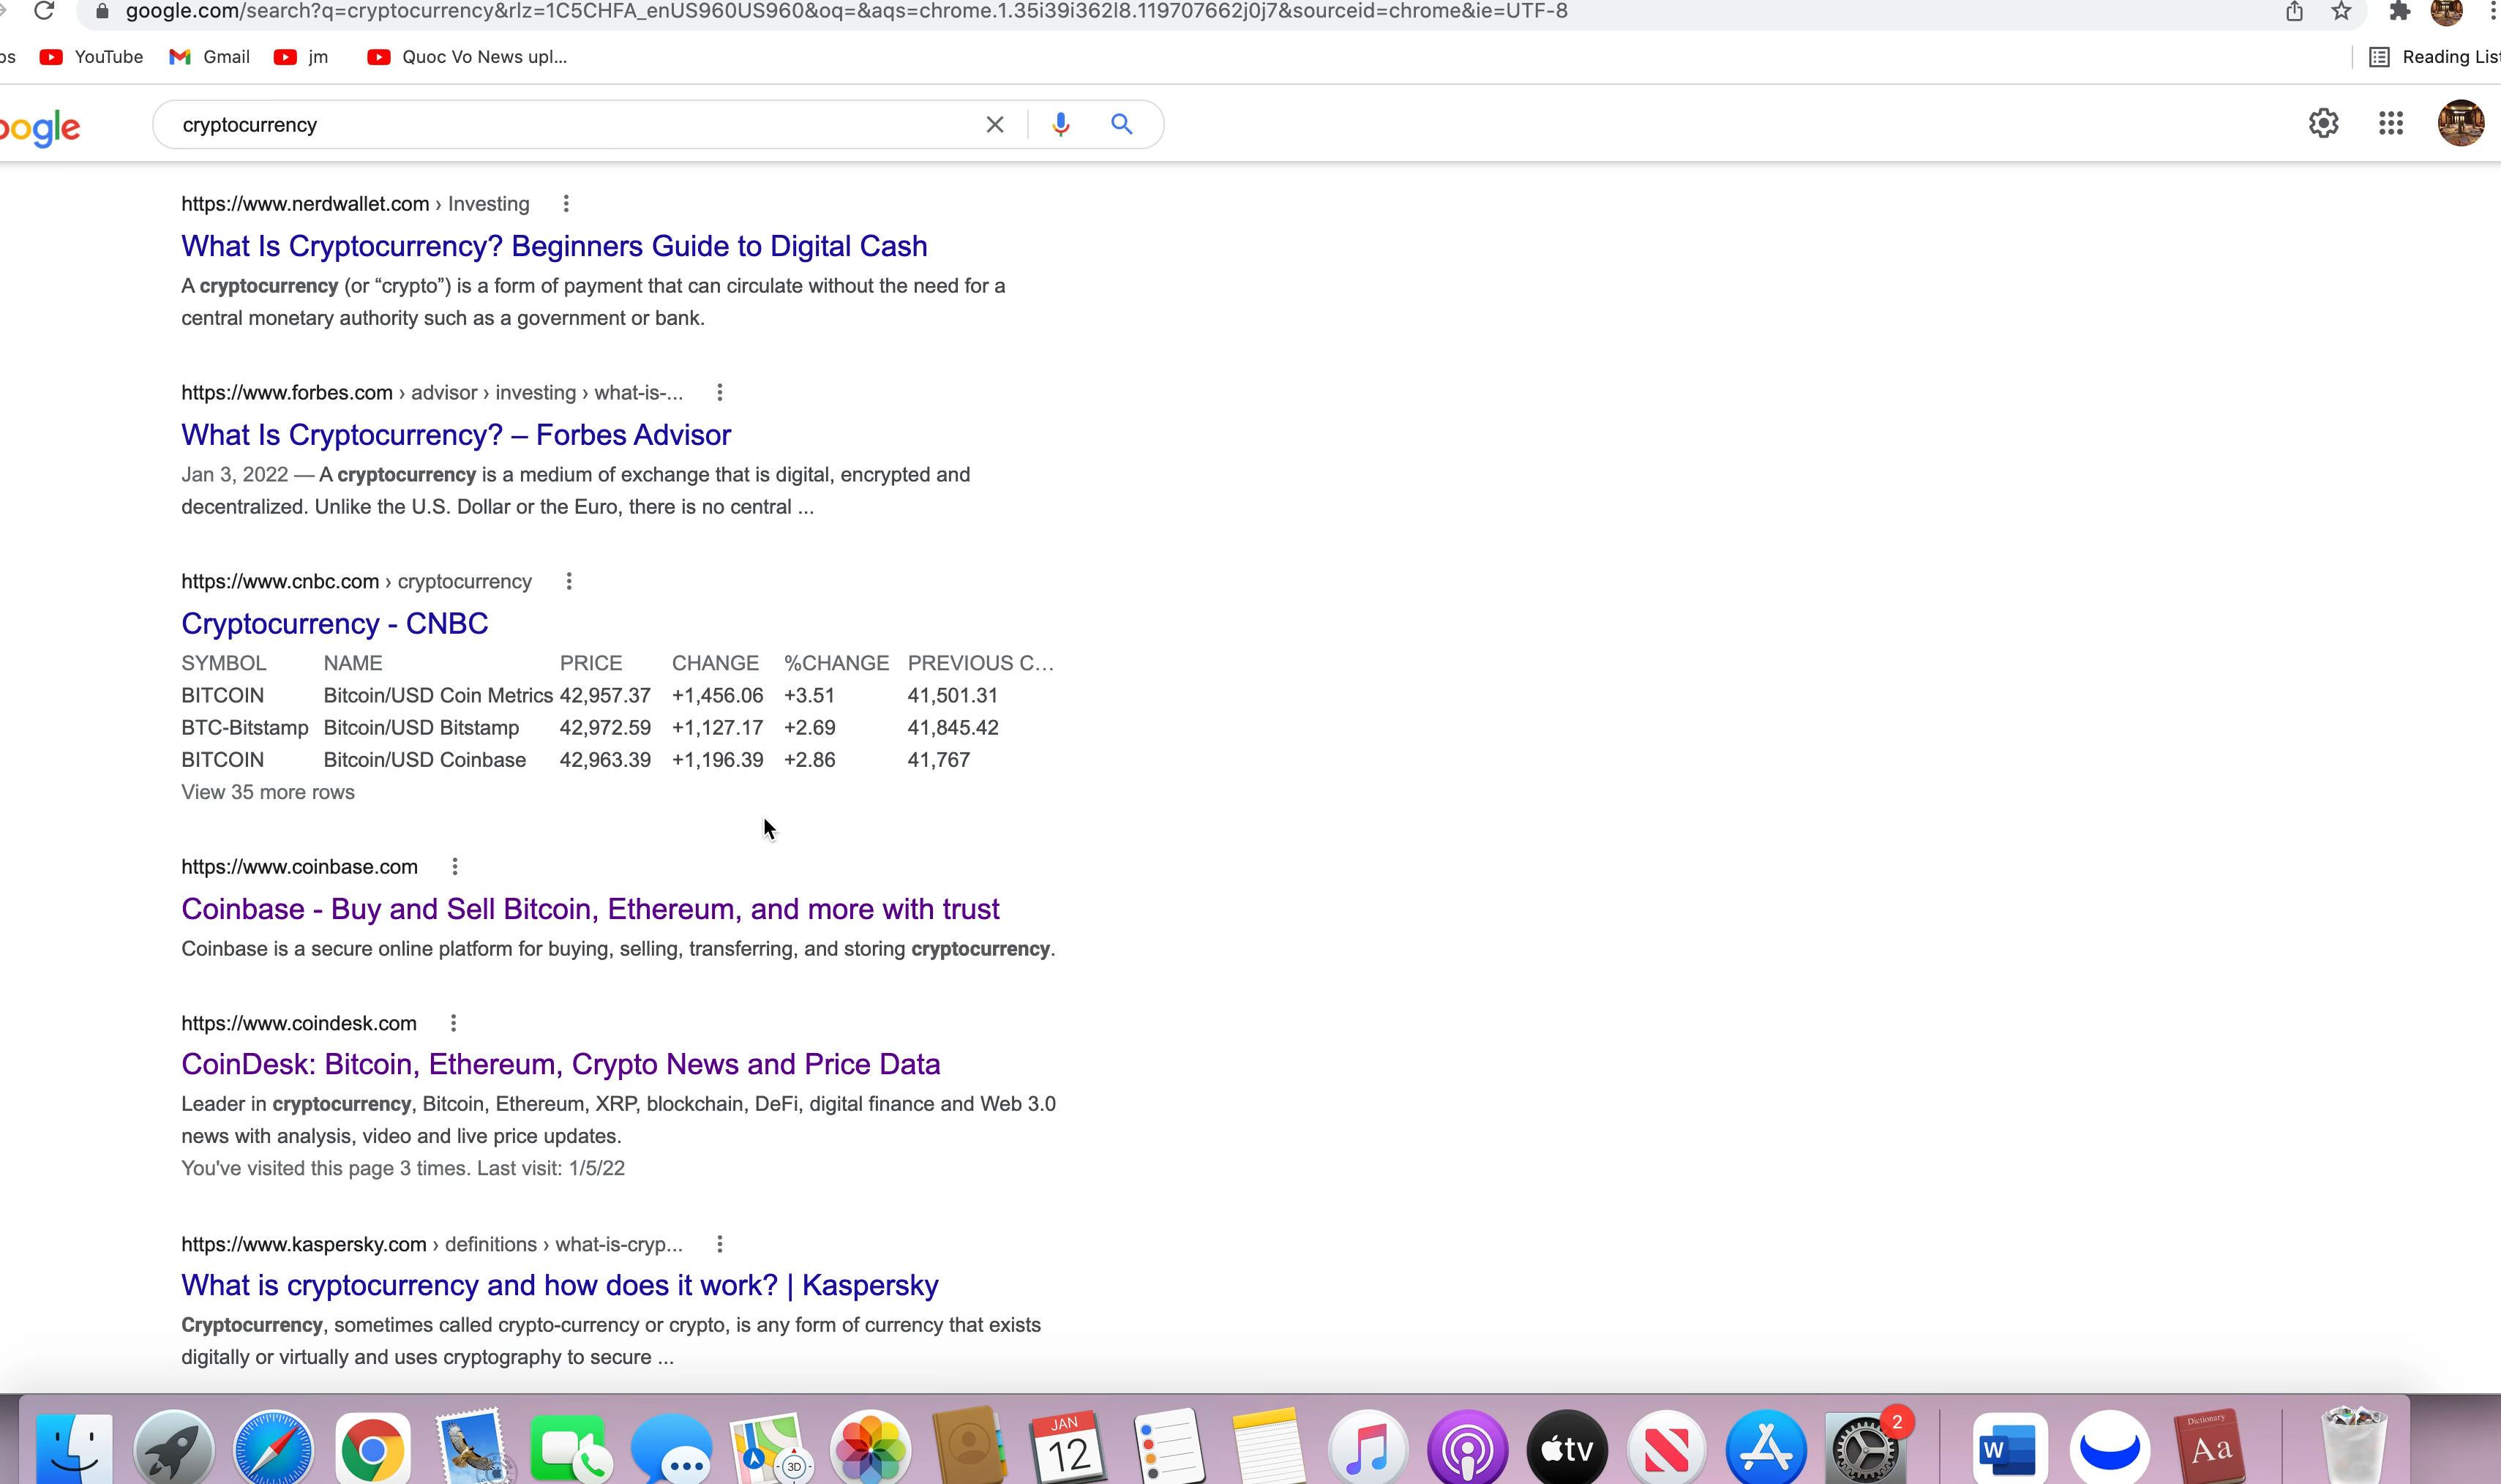 google.com/search?q=cryptocurrency&rlz=1C5CHFA_enUS960US960&oq=&aqs=chrome.1.35i39i362l8.119707662j0j7&sourceid=chrome&ie=UTF-8
ps YouTube Gmail jm Quoc Vo News upl... Reading List
oogle cryptocurrency
https://www.nerdwallet.com › Investing
What Is Cryptocurrency? Beginners Guide to Digital Cash
A cryptocurrency (or “crypto”) is a form of payment that can circulate without the need for a
central monetary authority such as a government or bank.
https://www.forbes.com › advisor › investing › what-is-...
What Is Cryptocurrency? – Forbes Advisor
Jan 3, 2022 — A cryptocurrency is a medium of exchange that is digital, encrypted and
decentralized. Unlike the U.S. Dollar or the Euro, there is no central ...
https://www.cnbc.com › cryptocurrency
Cryptocurrency - CNBC
SYMBOL NAME PRICE CHANGE %CHANGE PREVIOUS C...
BITCOIN Bitcoin/USD Coin Metrics 42,957.37 +1,456.06 +3.51 41,501.31
BTC-Bitstamp Bitcoin/USD Bitstamp 42,972.59 +1,127.17 +2.69 41,845.42
BITCOIN Bitcoin/USD Coinbase 42,963.39 +1,196.39 +2.86 41,767
View 35 more rows
https://www.coinbase.com
Coinbase - Buy and Sell Bitcoin, Ethereum, and more with trust
Coinbase is a secure online platform for buying, selling, transferring, and storing cryptocurrency.
https://www.coindesk.com
CoinDesk: Bitcoin, Ethereum, Crypto News and Price Data
Leader in cryptocurrency, Bitcoin, Ethereum, XRP, blockchain, DeFi, digital finance and Web 3.0
news with analysis, video and live price updates.
You've visited this page 3 times. Last visit: 1/5/22
https://www.kaspersky.com › definitions › what-is-cryp...
What is cryptocurrency and how does it work? | Kaspersky
Cryptocurrency, sometimes called crypto-currency or crypto, is any form of currency that exists
digitally or virtually and uses cryptography to secure ...
JAN 2 Dictionary
12 3D tv W Aa